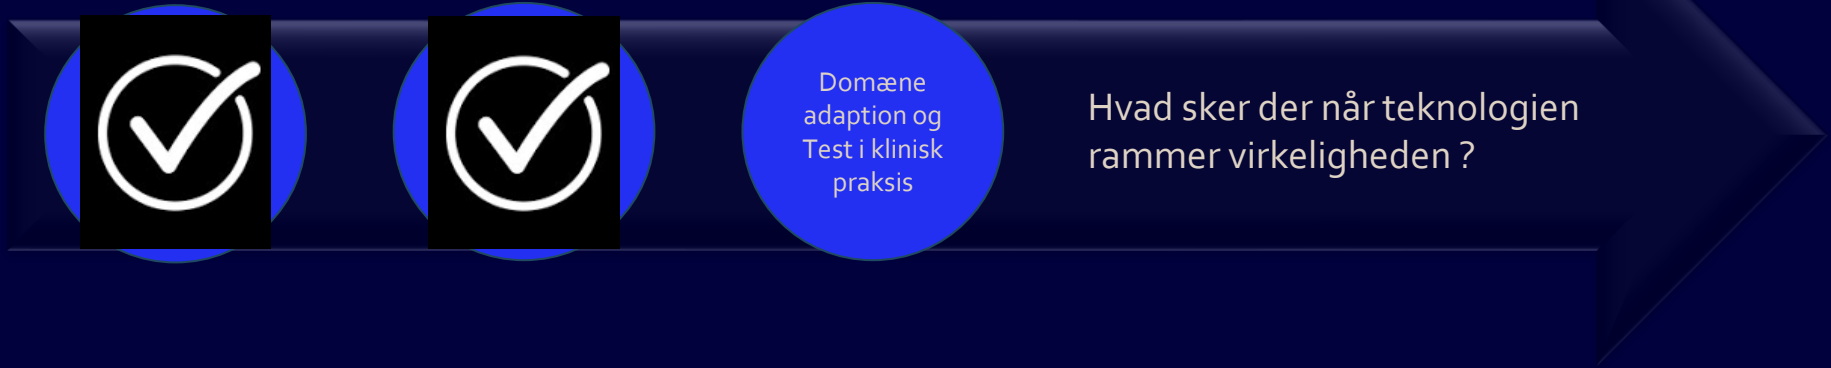 Domæne
adaption og
Test i klinisk
praksis
Hvad sker der når teknologien
rammer virkeligheden ?